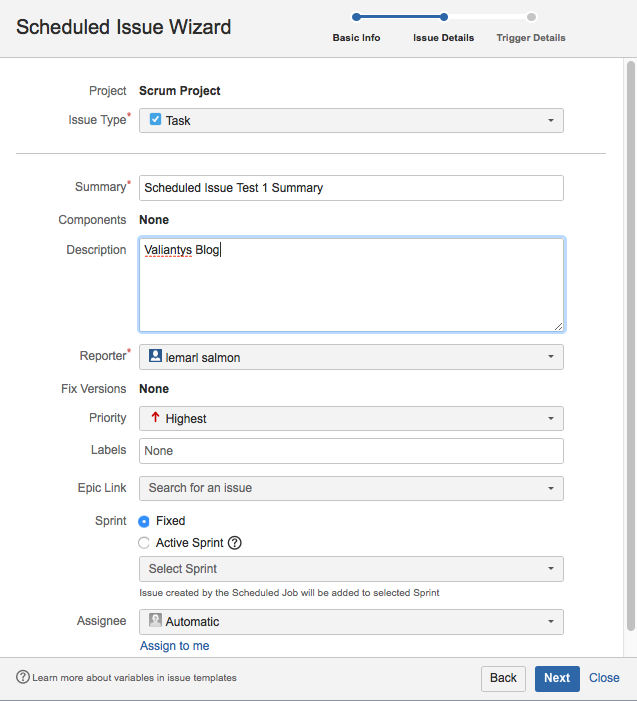 Scheduled Issue Wizard
Basic Info Issue Details Trigger Details
Project Scrum Project
Issue Type* Task
Summary* Scheduled Issue Test 1 Summary
Components None
Description Valiantys Blog
Reporter* lemarl salmon
Fix Versions None
Priority Highest
Labels None
Epic Link Search for an issue
Sprint Fixed
Active Sprint ?
Select Sprint
Issue created by the Scheduled Job will be added to selected Sprint
Assignee Automatic
Assign to me
? Learn more about variables in issue templates Back Next Close